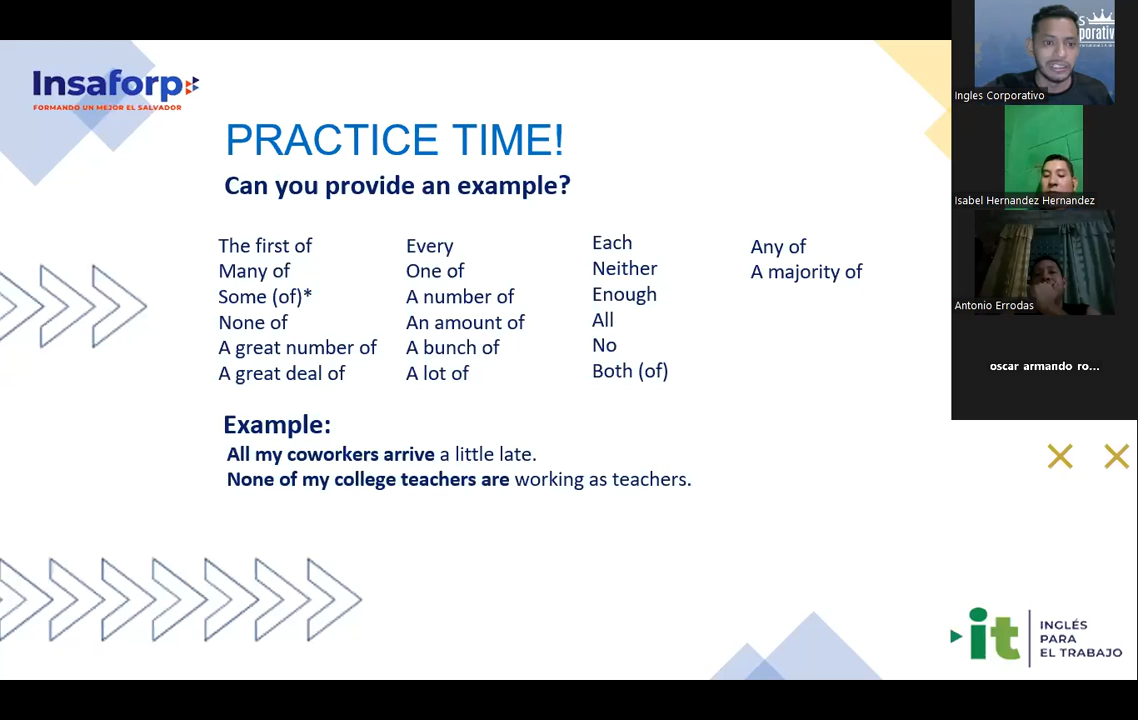 Insaforp
FORMANDO UN MEJOR EL SALVADOR
PRACTICE TIME!
Can you provide an example?
The first of
Many of
Some (of)*
None of
A great number of
A great deal of
Every
One of
A number of
An amount of
A bunch of
A lot of
Each
Neither
Enough
All
No
Both (of)
Any of
A majority of
Example:
All my coworkers arrive a little late.
None of my college teachers are working as teachers.
it
INGLÉS
PARA
EL TRABAJO
Ingles Corporativo
Isabel Hernandez Hernandez
Antonio Errodas
oscar armando ro...